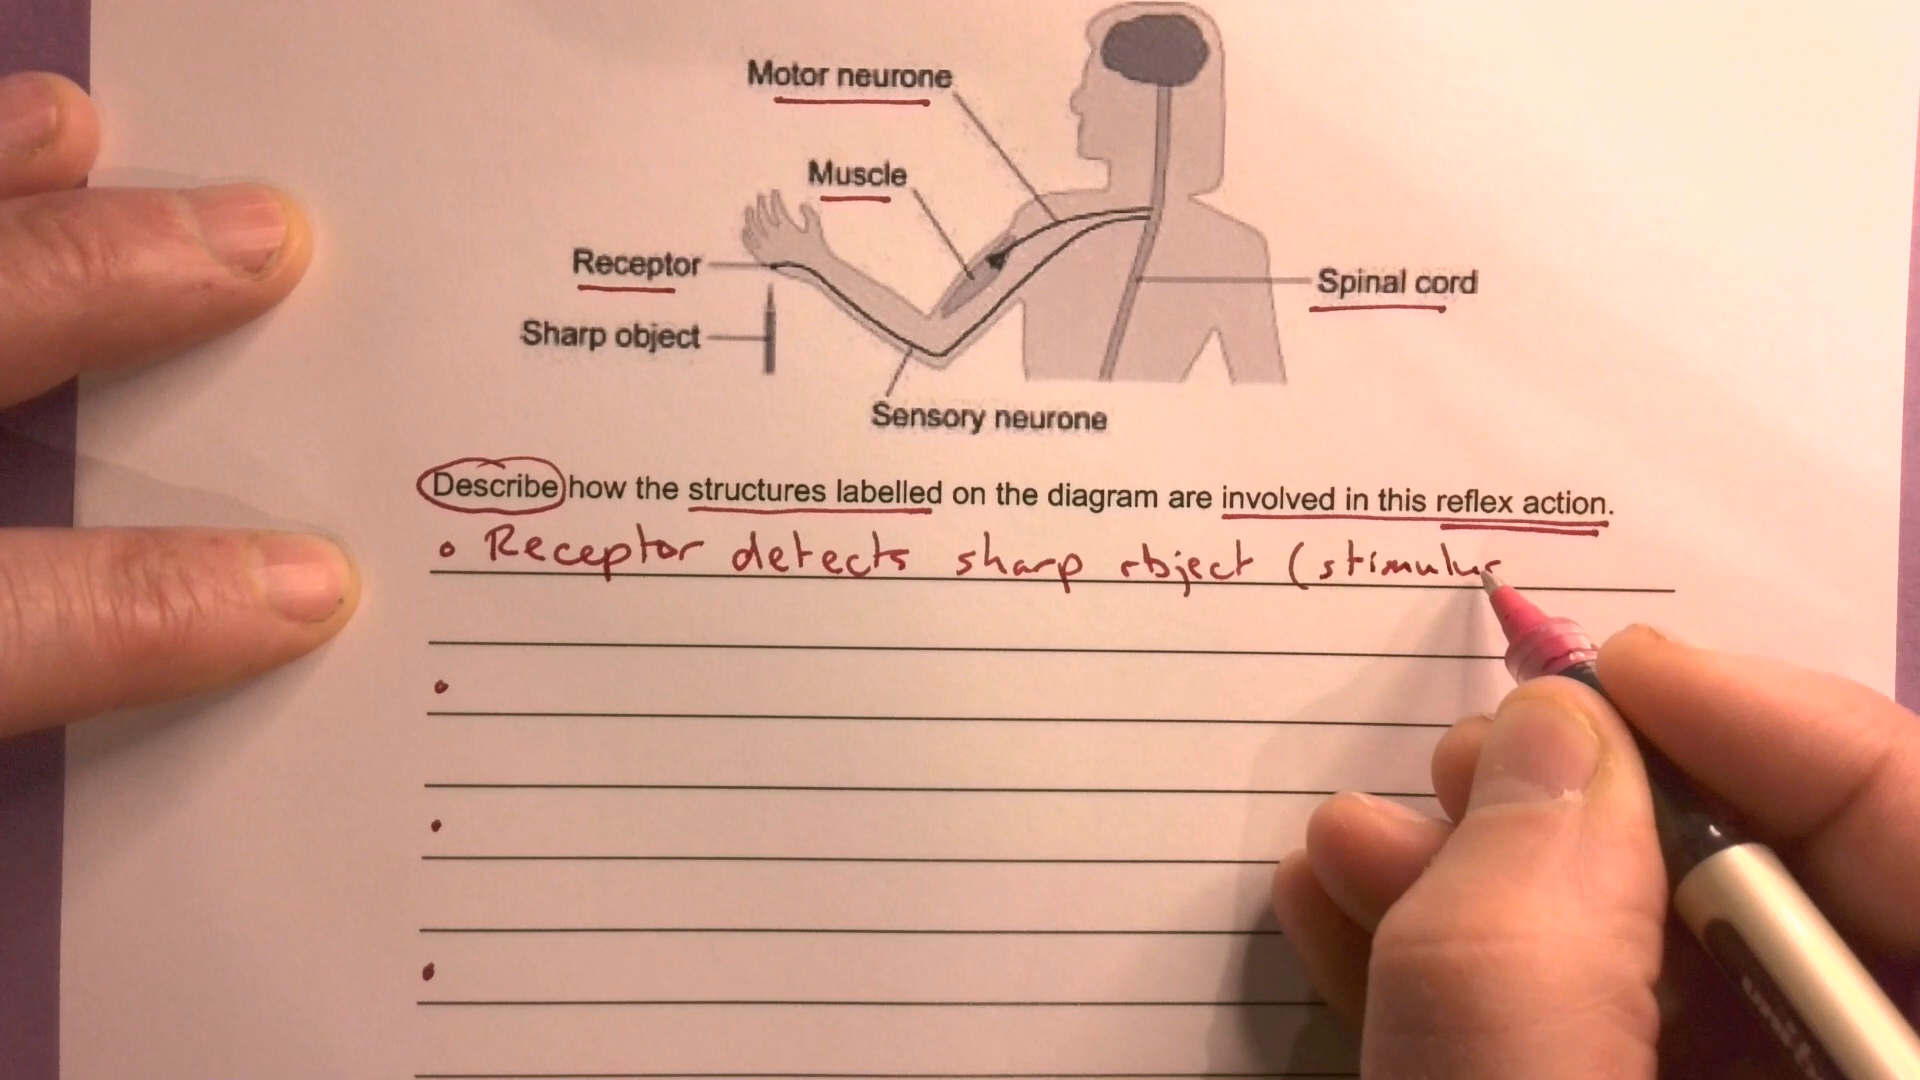 Motor neurone
Muscle
Receptor
Spinal cord
Sharp object
Sensory neurone
Describe how the structures labelled on the diagram are involved in this reflex action.
• Receptor detects sharp object (stimulus
•
•
•